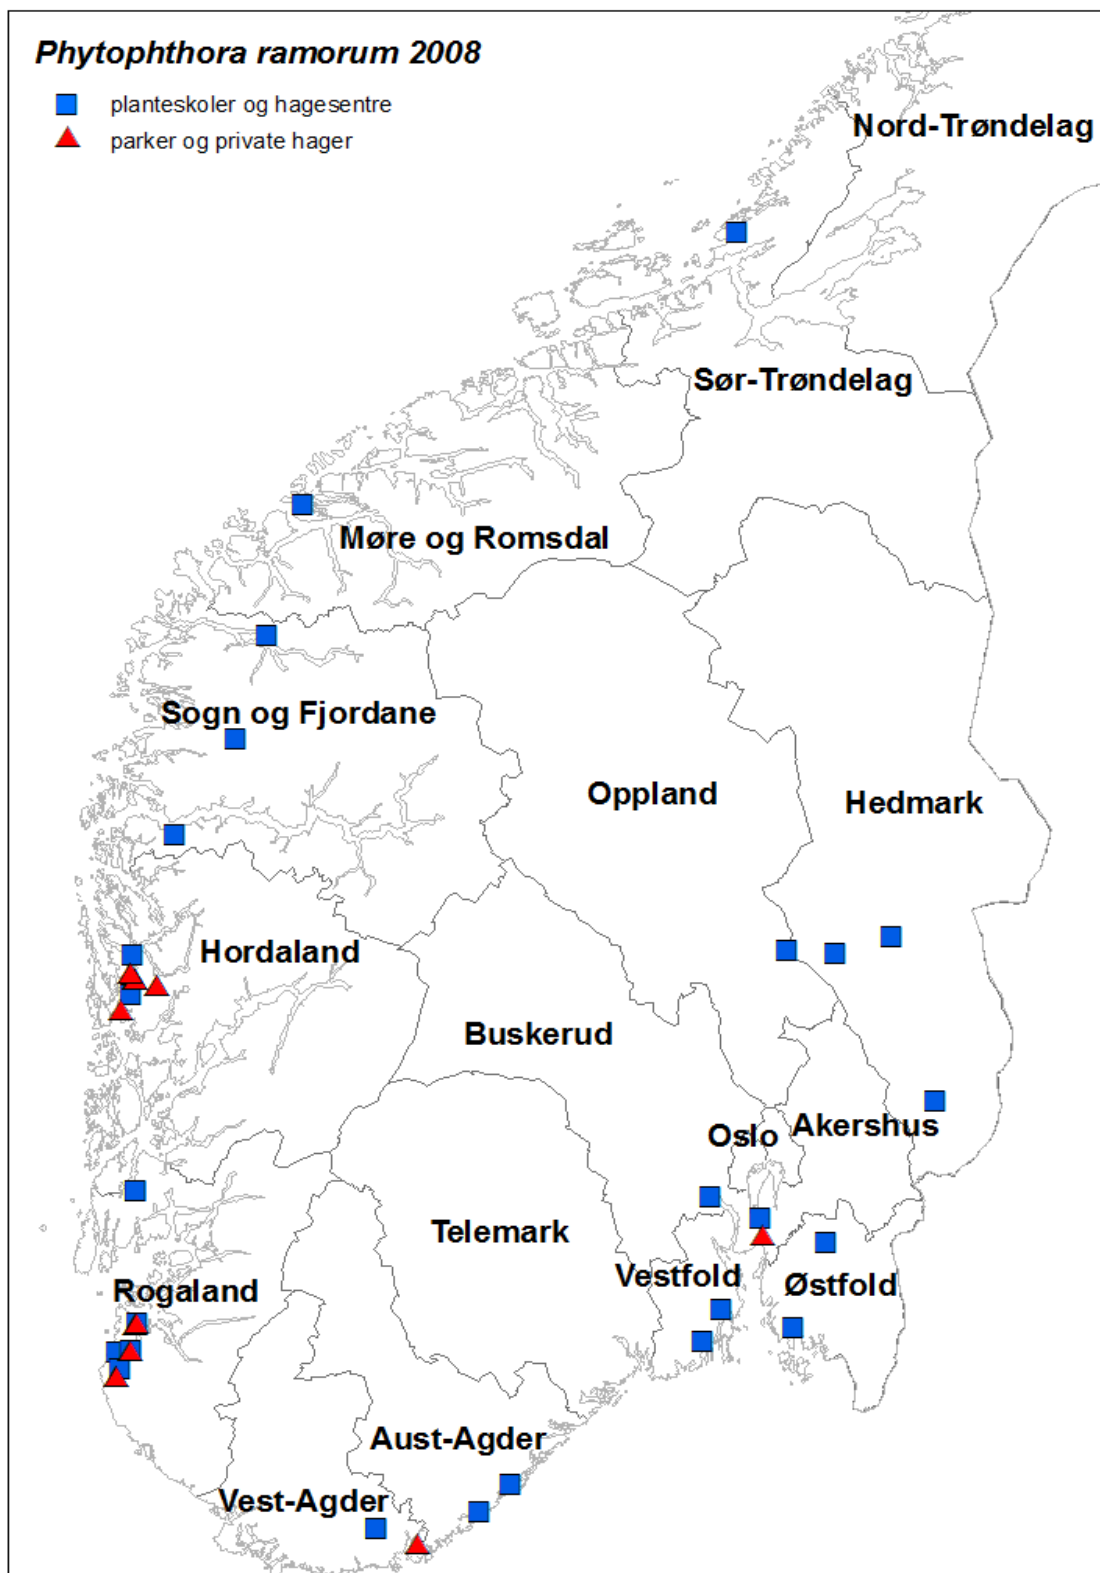 Phytophthora ramorum 2008
planteskoler og hagesentre
parker og private hager
Nord-Trøndelag
Sør-Trøndelag
Møre og Romsdal
Sogn og Fjordane
Oppland
Hedmark
Hordaland
Buskerud
Oslo
Akershus
Telemark
Vestfold
Østfold
Rogaland
Aust-Agder
Vest-Agder